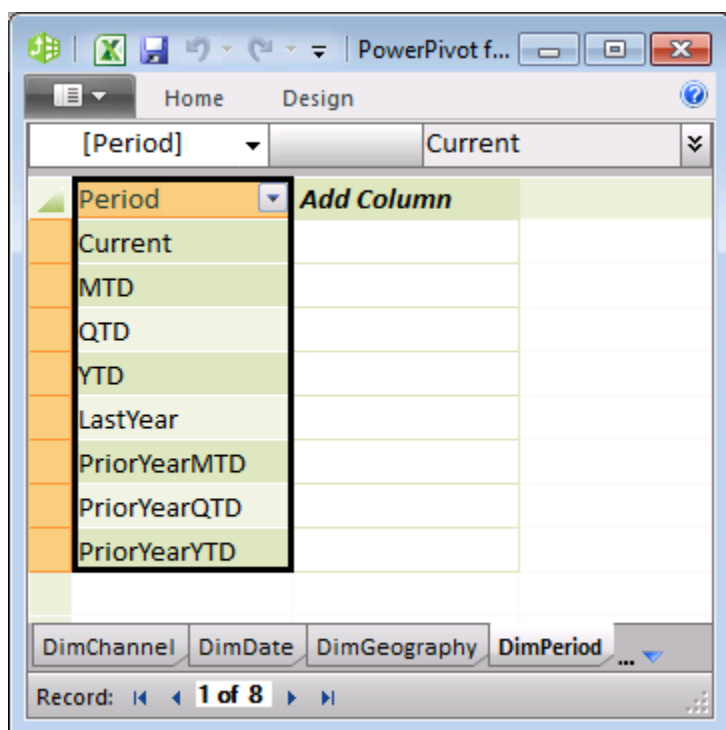 PowerPivot f...
Home Design
[Period] Current
Period Add Column
Current
MTD
QTD
YTD
LastYear
PriorYearMTD
PriorYearQTD
PriorYearYTD
DimChannel DimDate DimGeography DimPeriod ...
Record: 1 of 8